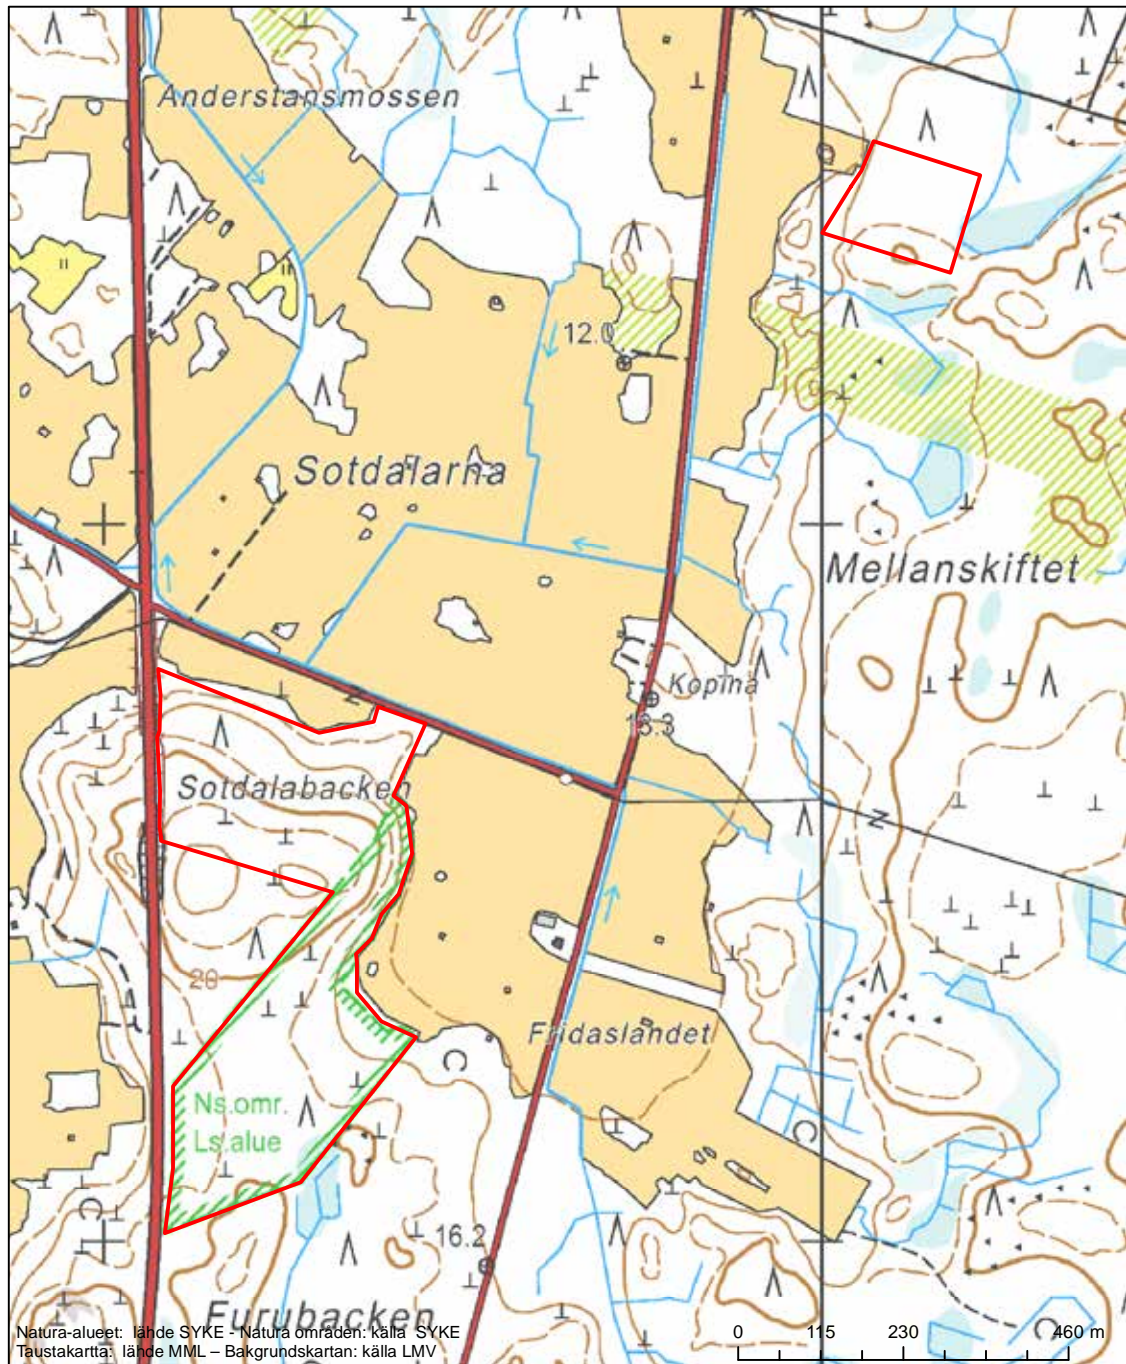 Anderstansmossen
12.0
Sotdalarna
Mellanskiftet
Kopina
13.3
Sotdalabacken
20
Fridaslandet
Ns.omr.
Ls.alue
16.2
Furubacken
Natura-alueet: lähde SYKE - Natura områden: källa SYKE
Taustakartta: lähde MML – Bakgrundskartan: källa LMV
0 115 230 460 m